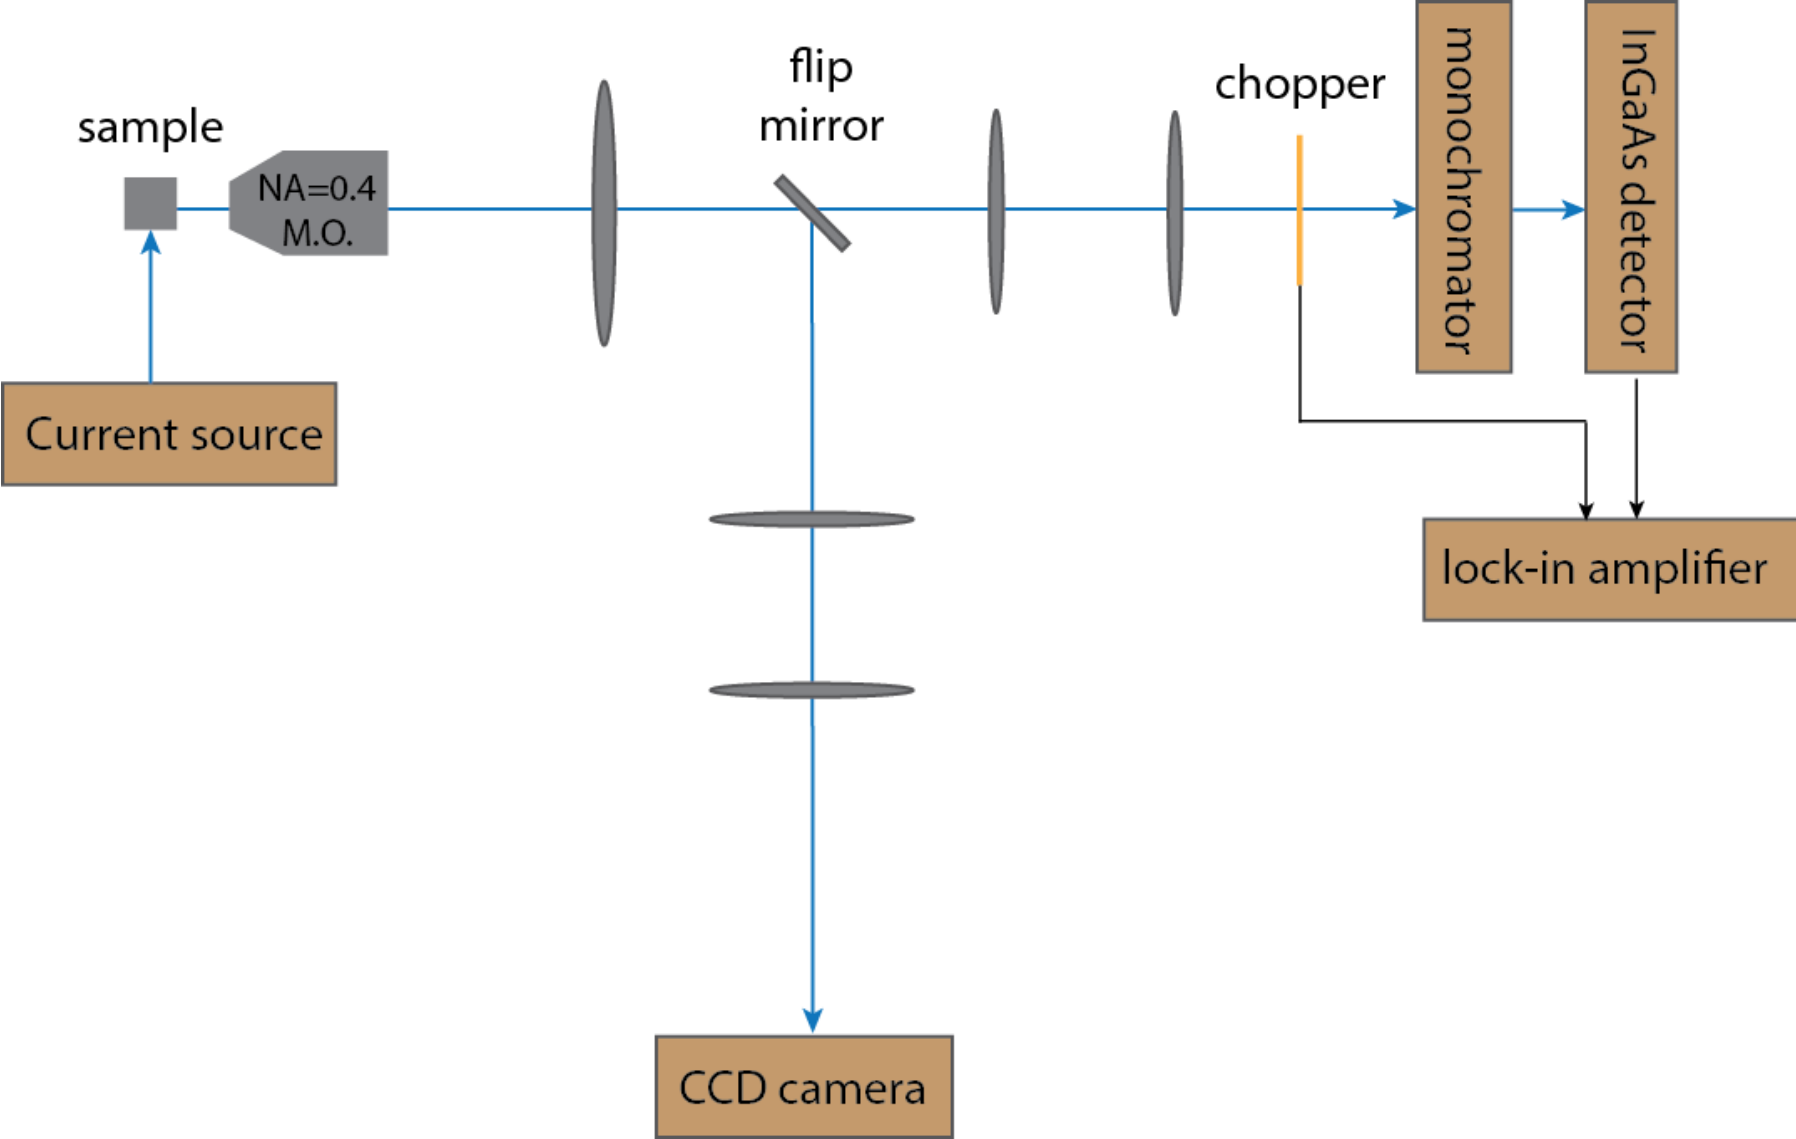 sample
NA=0.4
M.O.
Current source
flip
mirror
chopper
monochromator
InGaAs detector
lock-in amplifier
CCD camera